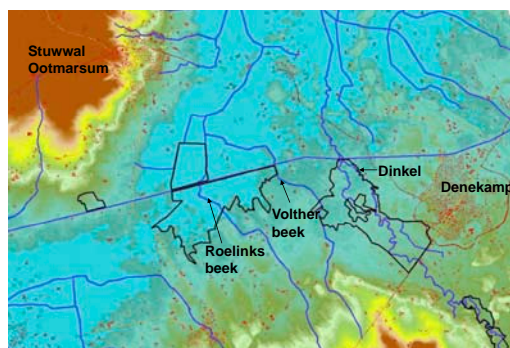 Stuwwal
Ootmarsum
Dinkel
Denekamp
Volther
beek
Roelinks
beek